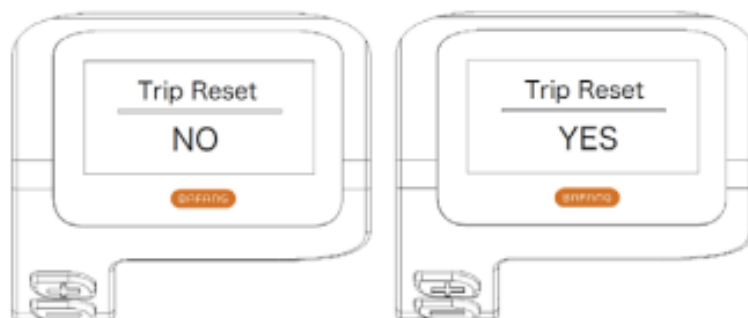 Trip Reset
NO
BAFANG
Trip Reset
YES
BAFANG